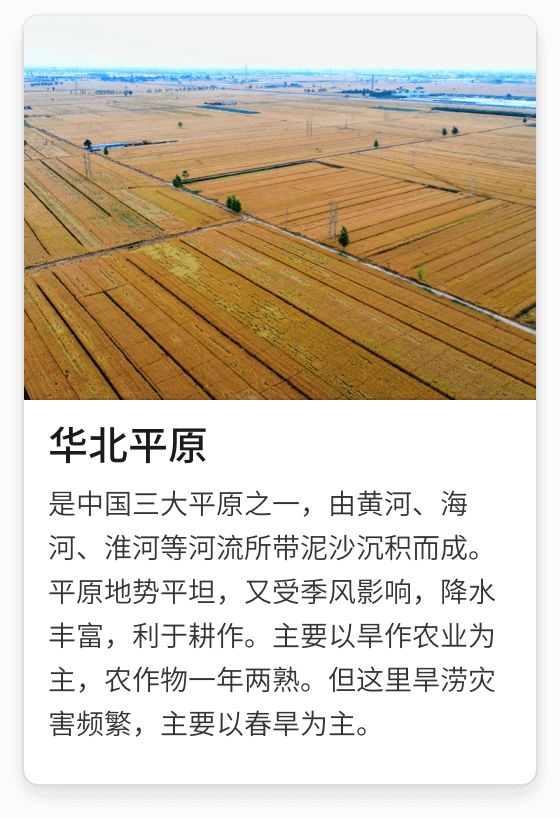 华北平原
是中国三大平原之一，由黄河、海
河、淮河等河流所带泥沙沉积而成。
平原地势平坦，又受季风影响，降水
丰富，利于耕作。主要以旱作农业为
主，农作物一年两熟。但这里旱涝灾
害频繁，主要以春旱为主。